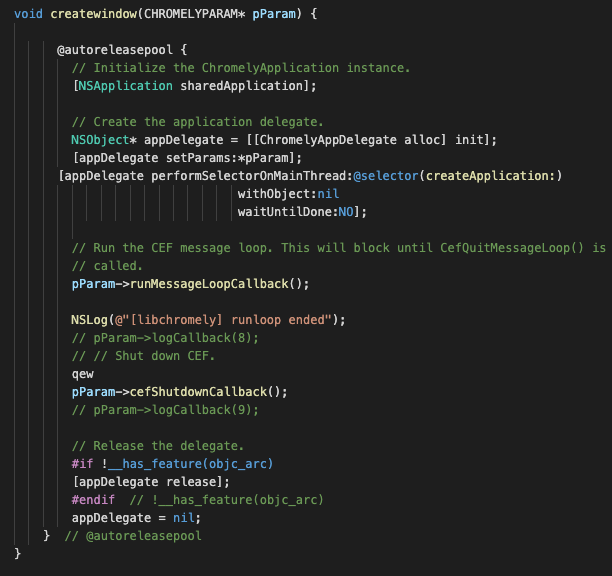 void createwindow(CHROMELYPARAM* pParam) {
@autoreleasepool {
// Initialize the ChromelyApplication instance.
[NSApplication sharedApplication];
// Create the application delegate.
NSObject* appDelegate = [[ChromelyAppDelegate alloc] init];
[appDelegate setParams:*pParam];
[appDelegate performSelectorOnMainThread:@selector(createApplication:)
withObject:nil
waitUntilDone:NO];
// Run the CEF message loop. This will block until CefQuitMessageLoop() is
// called.
pParam->runMessageLoopCallback();
NSLog(@"[libchromely] runloop ended");
// pParam->logCallback(8);
// // Shut down CEF.
qew
pParam->cefShutdownCallback();
// pParam->logCallback(9);
// Release the delegate.
#if !__has_feature(objc_arc)
[appDelegate release];
#endif  // !__has_feature(objc_arc)
appDelegate = nil;
}  // @autoreleasepool
}